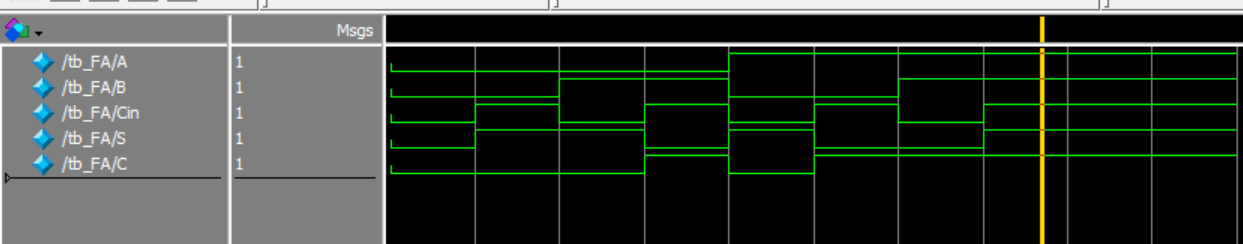 Msgs
/tb_FA/A 1
/tb_FA/B 1
/tb_FA/Cin 1
/tb_FA/S 1
/tb_FA/C 1